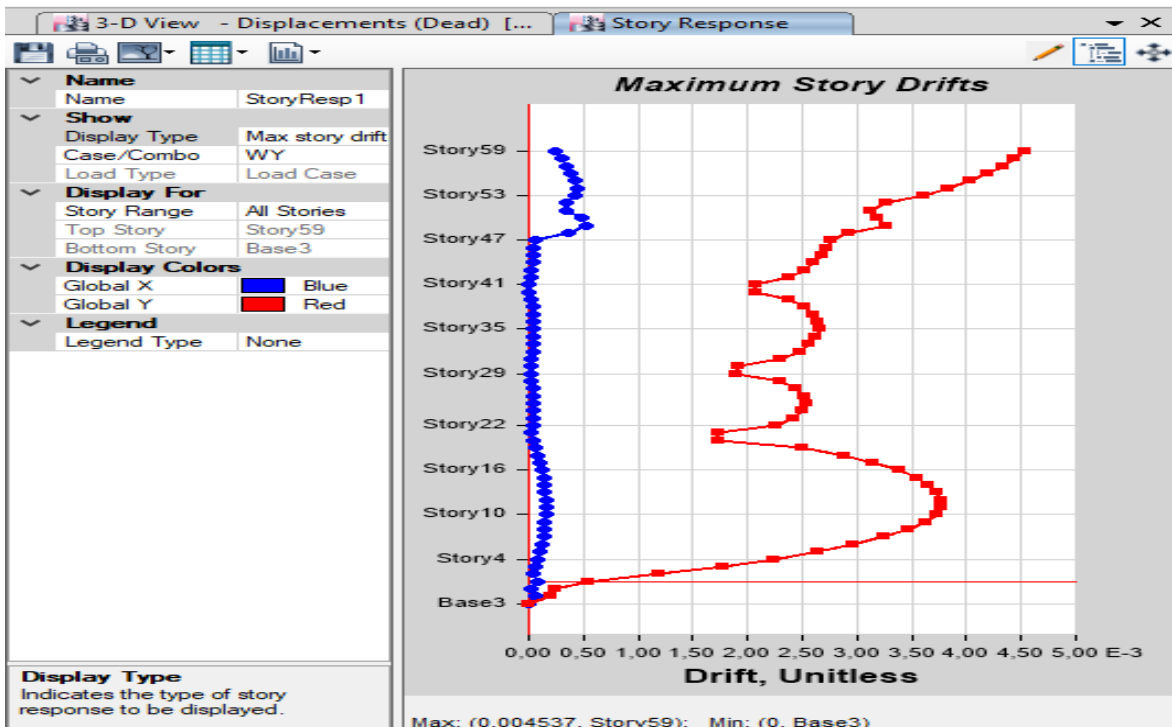 3-D View - Displacements (Dead) [...
Story Response
Name
Name StoryResp1
Show
Display Type Max story drift
Case/Combo WY
Load Type Load Case
Display For
Story Range All Stories
Top Story Story59
Bottom Story Base3
Display Colors
Global X Blue
Global Y Red
Legend
Legend Type None
Display Type
Indicates the type of story
response to be displayed.
Maximum Story Drifts
Story59
Story53
Story47
Story41
Story35
Story29
Story22
Story16
Story10
Story4
Base3
0,00 0,50 1,00 1,50 2,00 2,50 3,00 3,50 4,00 4,50 5,00 E-3
Drift, Unitless
Max: (0.004537, Story59); Min: (0, Base3)